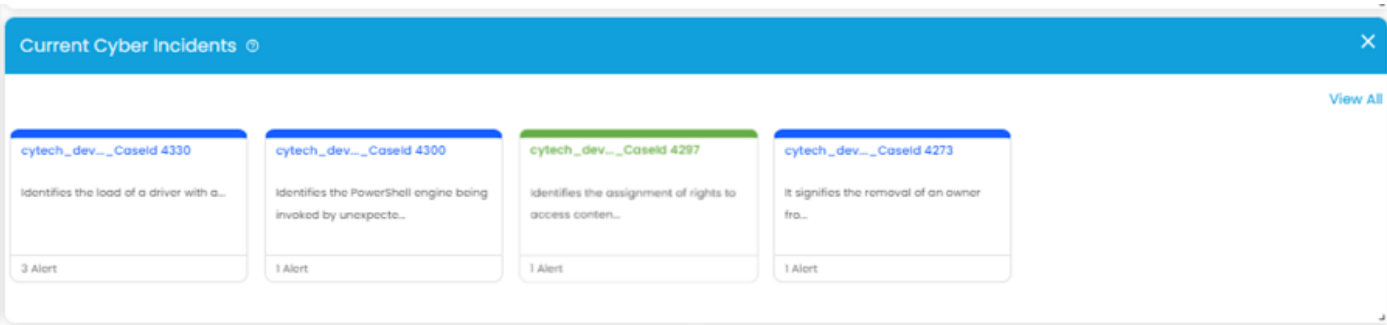 Current Cyber Incidents
View All
cytech_dev..._CaseId 4330
Identifies the load of a driver with a...
3 Alert
cytech_dev..._CaseId 4300
Identifies the PowerShell engine being
invoked by unexpecte...
1 Alert
cytech_dev..._CaseId 4297
Identifies the assignment of rights to
access conten...
1 Alert
cytech_dev..._CaseId 4273
It signifies the removal of an owner
fro...
1 Alert